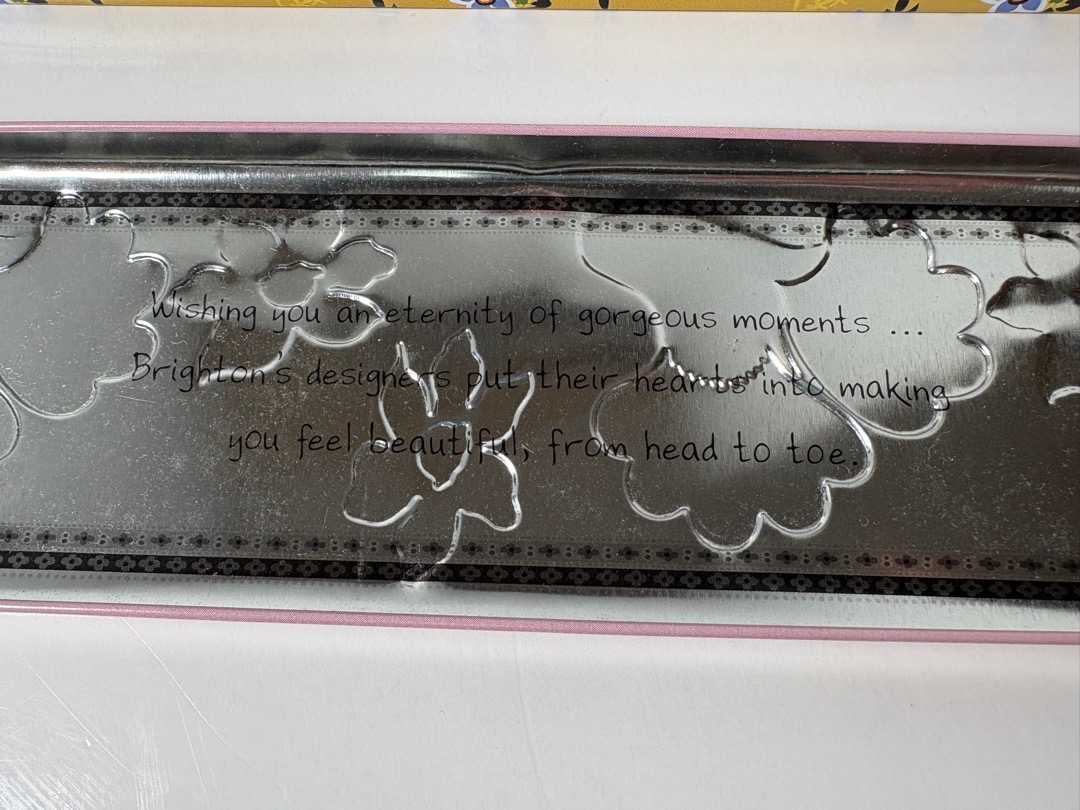 Wishing you an eternity of gorgeous moments ...
Brighton's designers put their hearts into making
you feel beautiful, from head to toe.